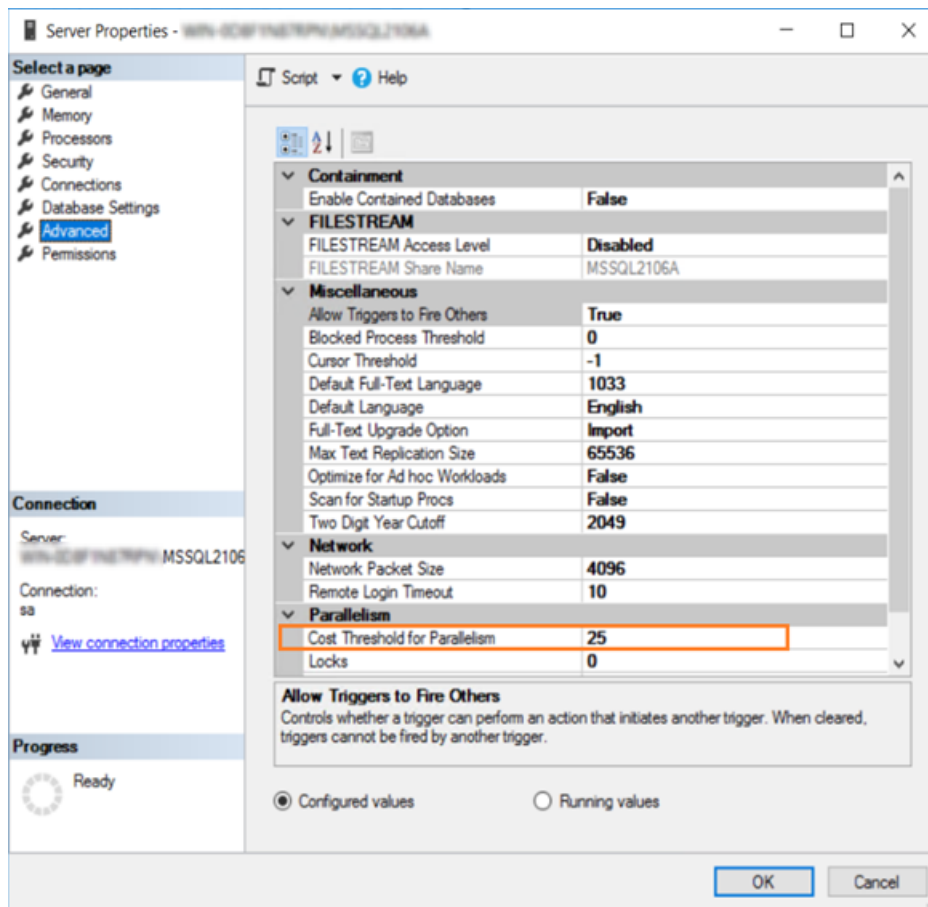 Server Properties -
Select a page
General
Memory
Processors
Security
Connections
Database Settings
Advanced
Permissions
Script Help
Containment
Enable Contained Databases False
FILESTREAM
FILESTREAM Access Level Disabled
FILESTREAM Share Name MSSQL2106A
Miscellaneous
Allow Triggers to Fire Others True
Blocked Process Threshold 0
Cursor Threshold -1
Default Full-Text Language 1033
Default Language English
Full-Text Upgrade Option Import
Max Text Replication Size 65536
Optimize for Ad hoc Workloads False
Scan for Startup Procs False
Two Digit Year Cutoff 2049
Network
Network Packet Size 4096
Remote Login Timeout 10
Parallelism
Cost Threshold for Parallelism 25
Locks 0
Connection
Server:
MSSQL2106
Connection:
sa
View connection properties
Allow Triggers to Fire Others
Controls whether a trigger can perform an action that initiates another trigger. When cleared,
triggers cannot be fired by another trigger.
Progress
Ready
Configured values Running values
OK Cancel